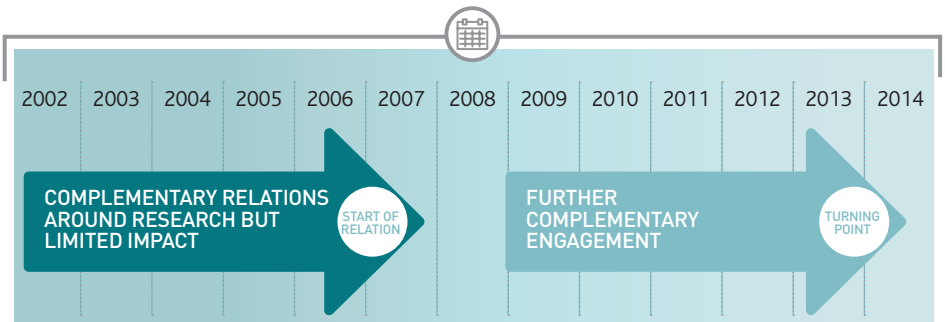 2002 2003 2004 2005 2006 2007 2008 2009 2010 2011 2012 2013 2014
COMPLEMENTARY RELATIONS
AROUND RESEARCH BUT
LIMITED IMPACT
START OF
RELATION
FURTHER
COMPLEMENTARY
ENGAGEMENT
TURNING
POINT